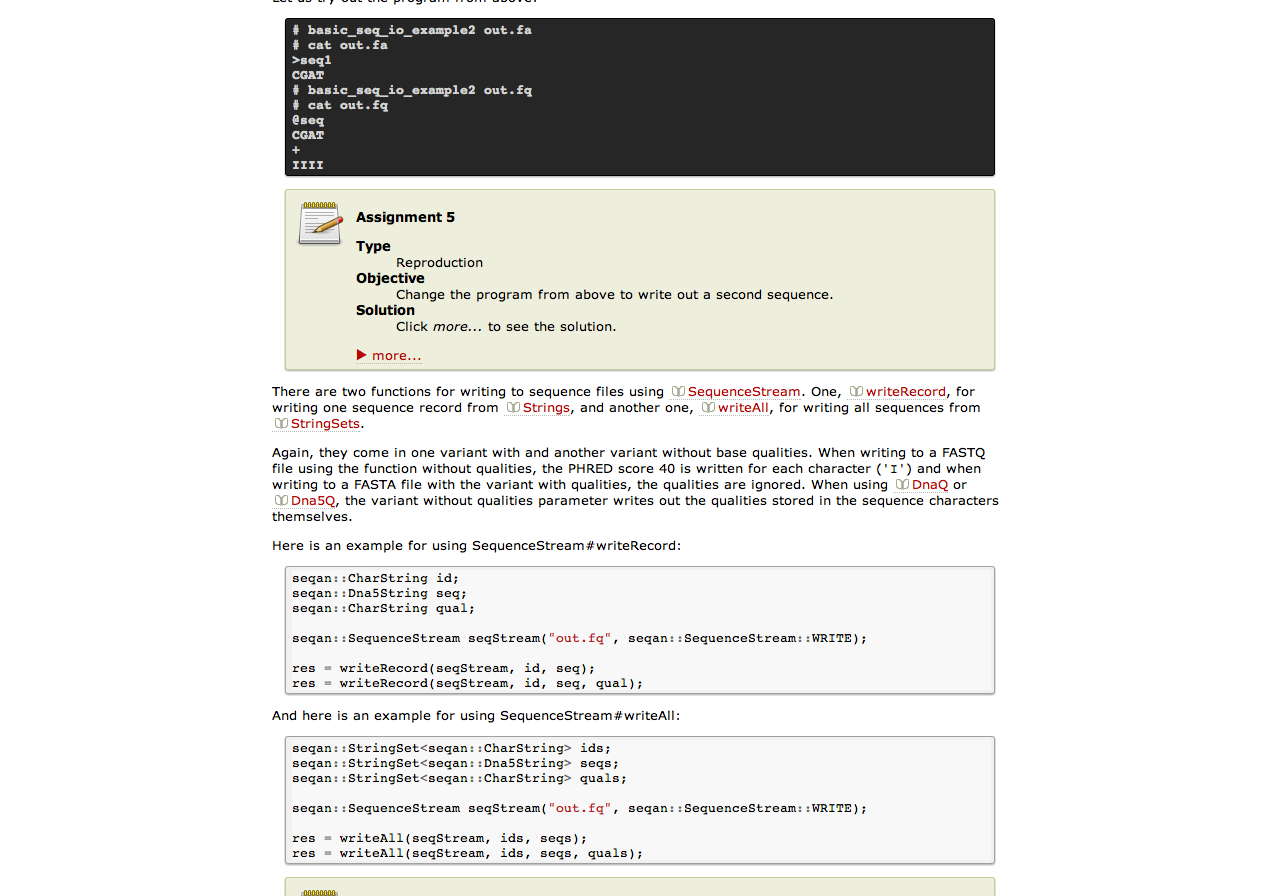 Let us try out the program from above:
# basic_seq_io_example2 out.fa
# cat out.fa
>seq1
CGAT
# basic_seq_io_example2 out.fq
# cat out.fq
@seq
CGAT
+
IIII
Assignment 5
Type
Reproduction
Objective
Change the program from above to write out a second sequence.
Solution
Click more... to see the solution.
more...
There are two functions for writing to sequence files using SequenceStream. One, writeRecord, for
writing one sequence record from Strings, and another one, writeAll, for writing all sequences from
StringSets.
Again, they come in one variant with and another variant without base qualities. When writing to a FASTQ
file using the function without qualities, the PHRED score 40 is written for each character ('I') and when
writing to a FASTA file with the variant with qualities, the qualities are ignored. When using DnaQ or
Dna5Q, the variant without qualities parameter writes out the qualities stored in the sequence characters
themselves.
Here is an example for using SequenceStream#writeRecord:
seqan::CharString id;
seqan::Dna5String seq;
seqan::CharString qual;
seqan::SequenceStream seqStream("out.fq", seqan::SequenceStream::WRITE);
res = writeRecord(seqStream, id, seq);
res = writeRecord(seqStream, id, seq, qual);
And here is an example for using SequenceStream#writeAll:
seqan::StringSet<seqan::CharString> ids;
seqan::StringSet<seqan::Dna5String> seqs;
seqan::StringSet<seqan::CharString> quals;
seqan::SequenceStream seqStream("out.fq", seqan::SequenceStream::WRITE);
res = writeAll(seqStream, ids, seqs);
res = writeAll(seqStream, ids, seqs, quals);